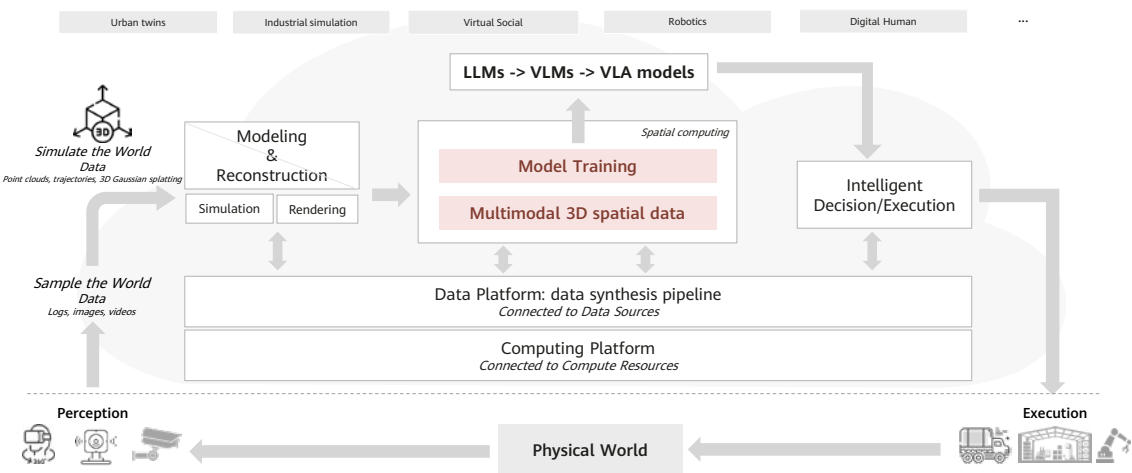 Urban twins
Industrial simulation
Virtual Social
Robotics
Digital Human
...
LLMs -> VLMs -> VLA models
3D
Simulate the World
Data
Point clouds, trajectories, 3D Gaussian splatting
Modeling
&
Reconstruction
Simulation
Rendering
Spatial computing
Model Training
Multimodal 3D spatial data
Intelligent
Decision/Execution
Sample the World
Data
Logs, images, videos
Data Platform: data synthesis pipeline
Connected to Data Sources
Computing Platform
Connected to Compute Resources
Perception
360°
Physical World
Execution